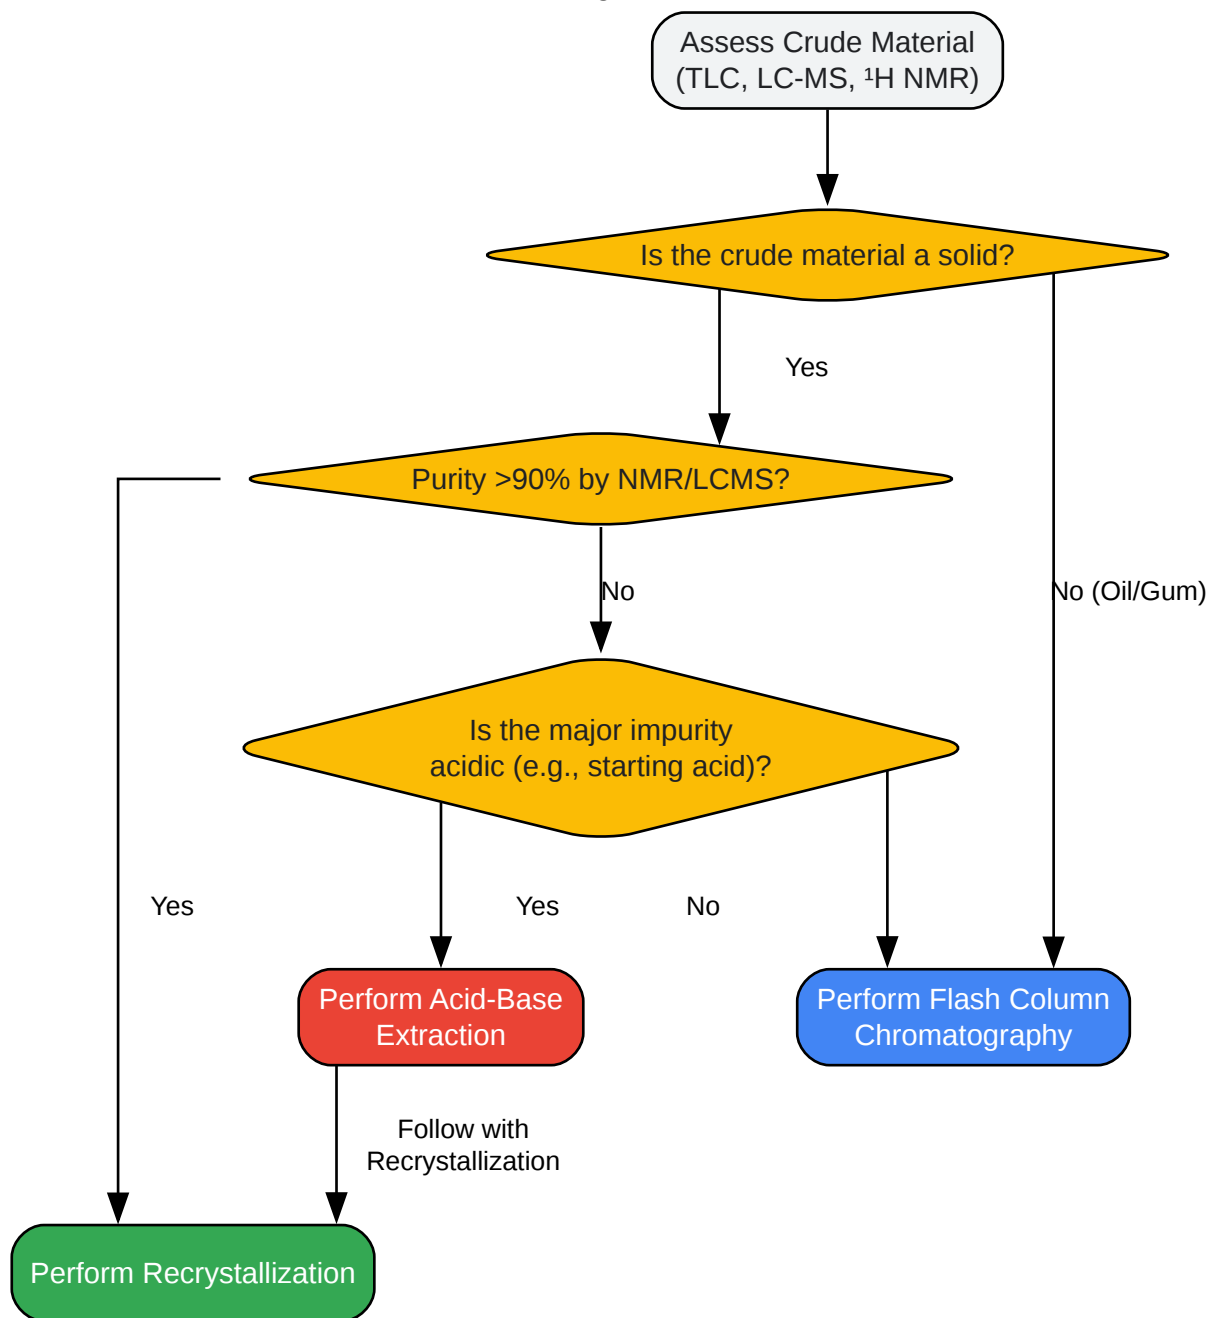 Assess Crude Material
(TLC, LC-MS, ¹H NMR)
Is the crude material a solid?
Yes
Purity >90% by NMR/LCMS?
No
No (Oil/Gum)
Is the major impurity
acidic (e.g., starting acid)?
Yes
Yes
No
Perform Acid-Base
Extraction
Perform Flash Column
Chromatography
Follow with
Recrystallization
Perform Recrystallization